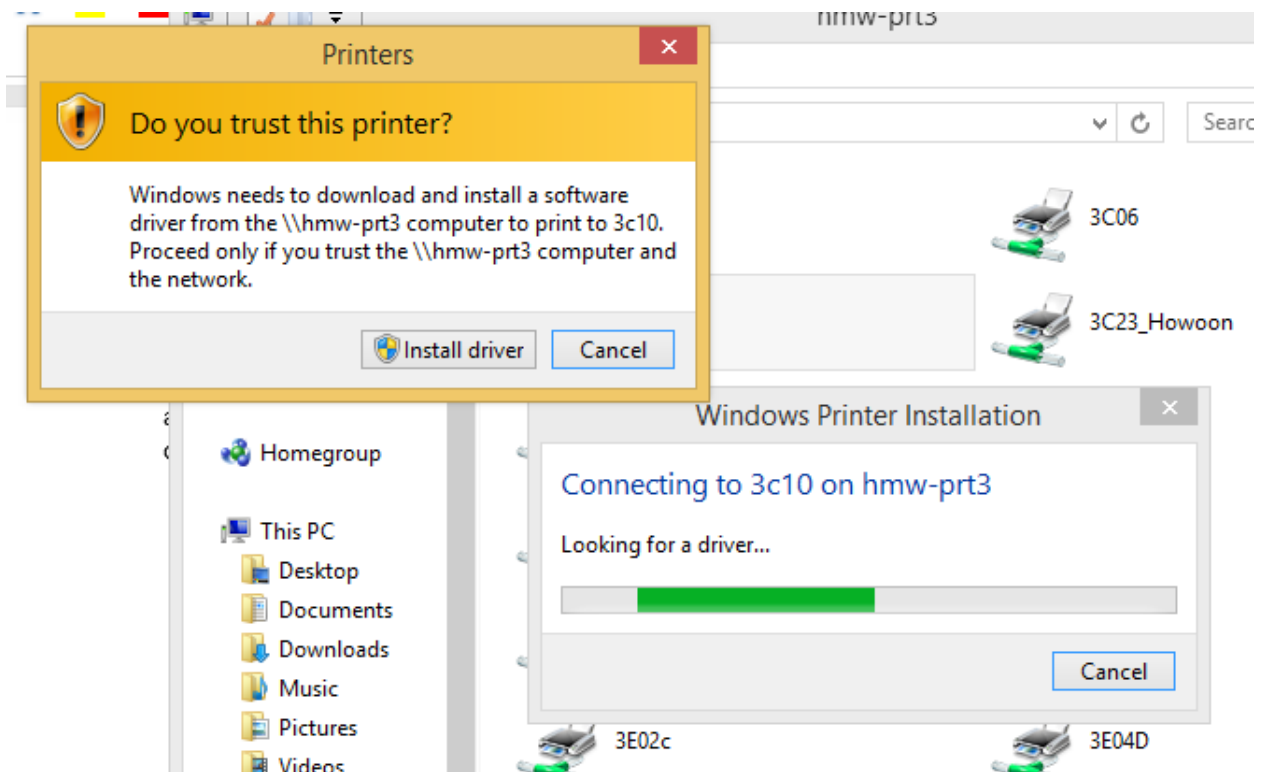 hmw-prt3
Printers
Do you trust this printer?
Windows needs to download and install a software
driver from the \\hmw-prt3 computer to print to 3c10.
Proceed only if you trust the \\hmw-prt3 computer and
the network.
Install driver
Cancel
Searc
3C06
3C23_Howoon
Homegroup
This PC
Desktop
Documents
Downloads
Music
Pictures
Videos
Windows Printer Installation
Connecting to 3c10 on hmw-prt3
Looking for a driver...
Cancel
3E02c
3E04D